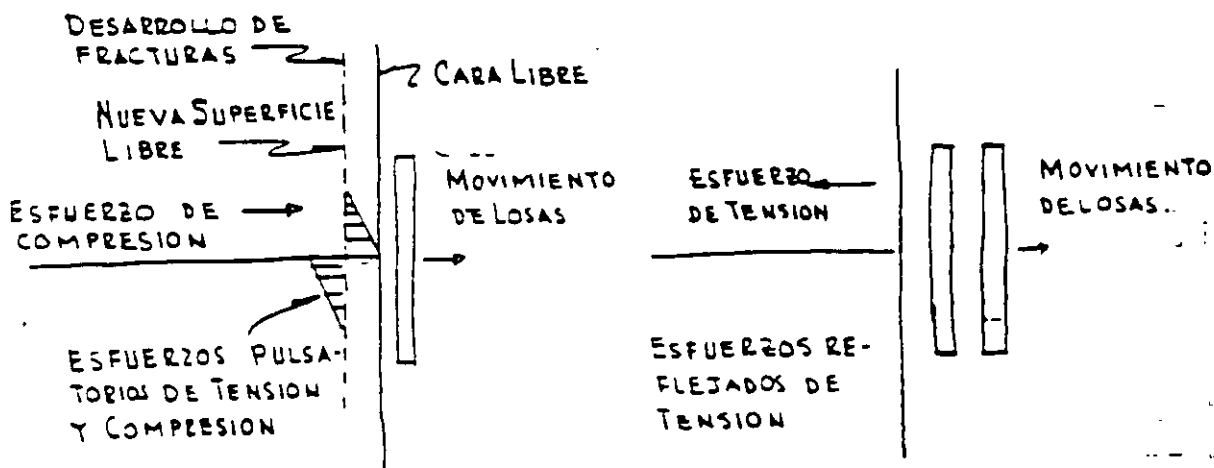 DESARROLLO DE
FRACTURAS
CARA LIBRE
NUEVA SUPERFICIE
LIBRE
ESFUERZO DE
COMPRESION
MOVIMIENTO
DE LOSAS
ESFUERZOS PULSA-
TORIOS DE TENSION
Y COMPRESION
ESFUERZO
DE TENSION
MOVIMIENTO
DE LOSAS.
ESFUERZOS RE-
FLEJADOS DE
TENSION